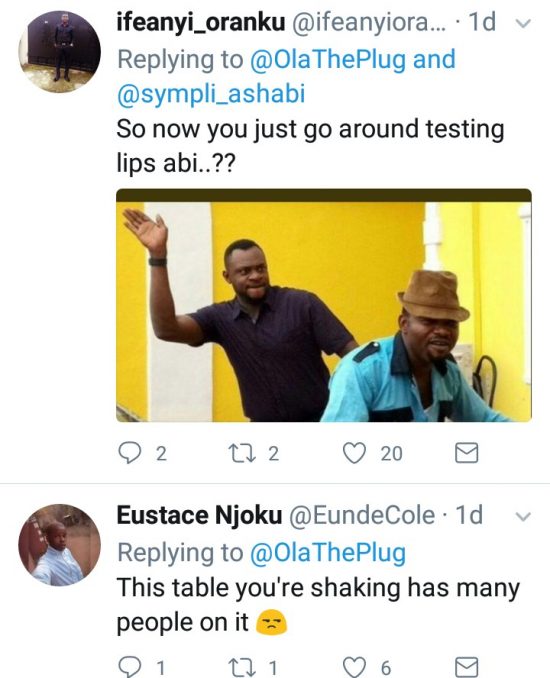 ifeanyi_oranku @ifeanyiora... · 1d
Replying to @OlaThePlug and
@sympli_ashabi
So now you just go around testing
lips abi..??
2 2 20
Eustace Njoku @EundeCole · 1d
Replying to @OlaThePlug
This table you're shaking has many
people on it 😒
1 1 6